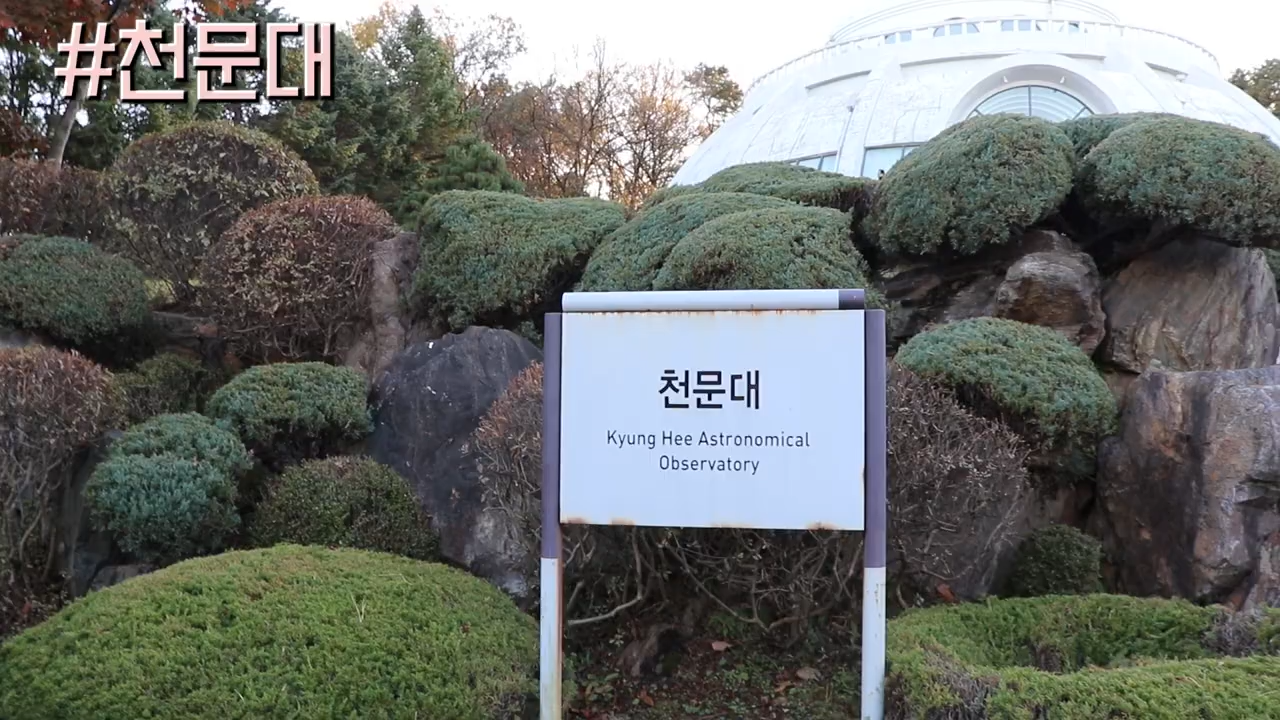 #천문대
천문대
Kyung Hee Astronomical
Observatory